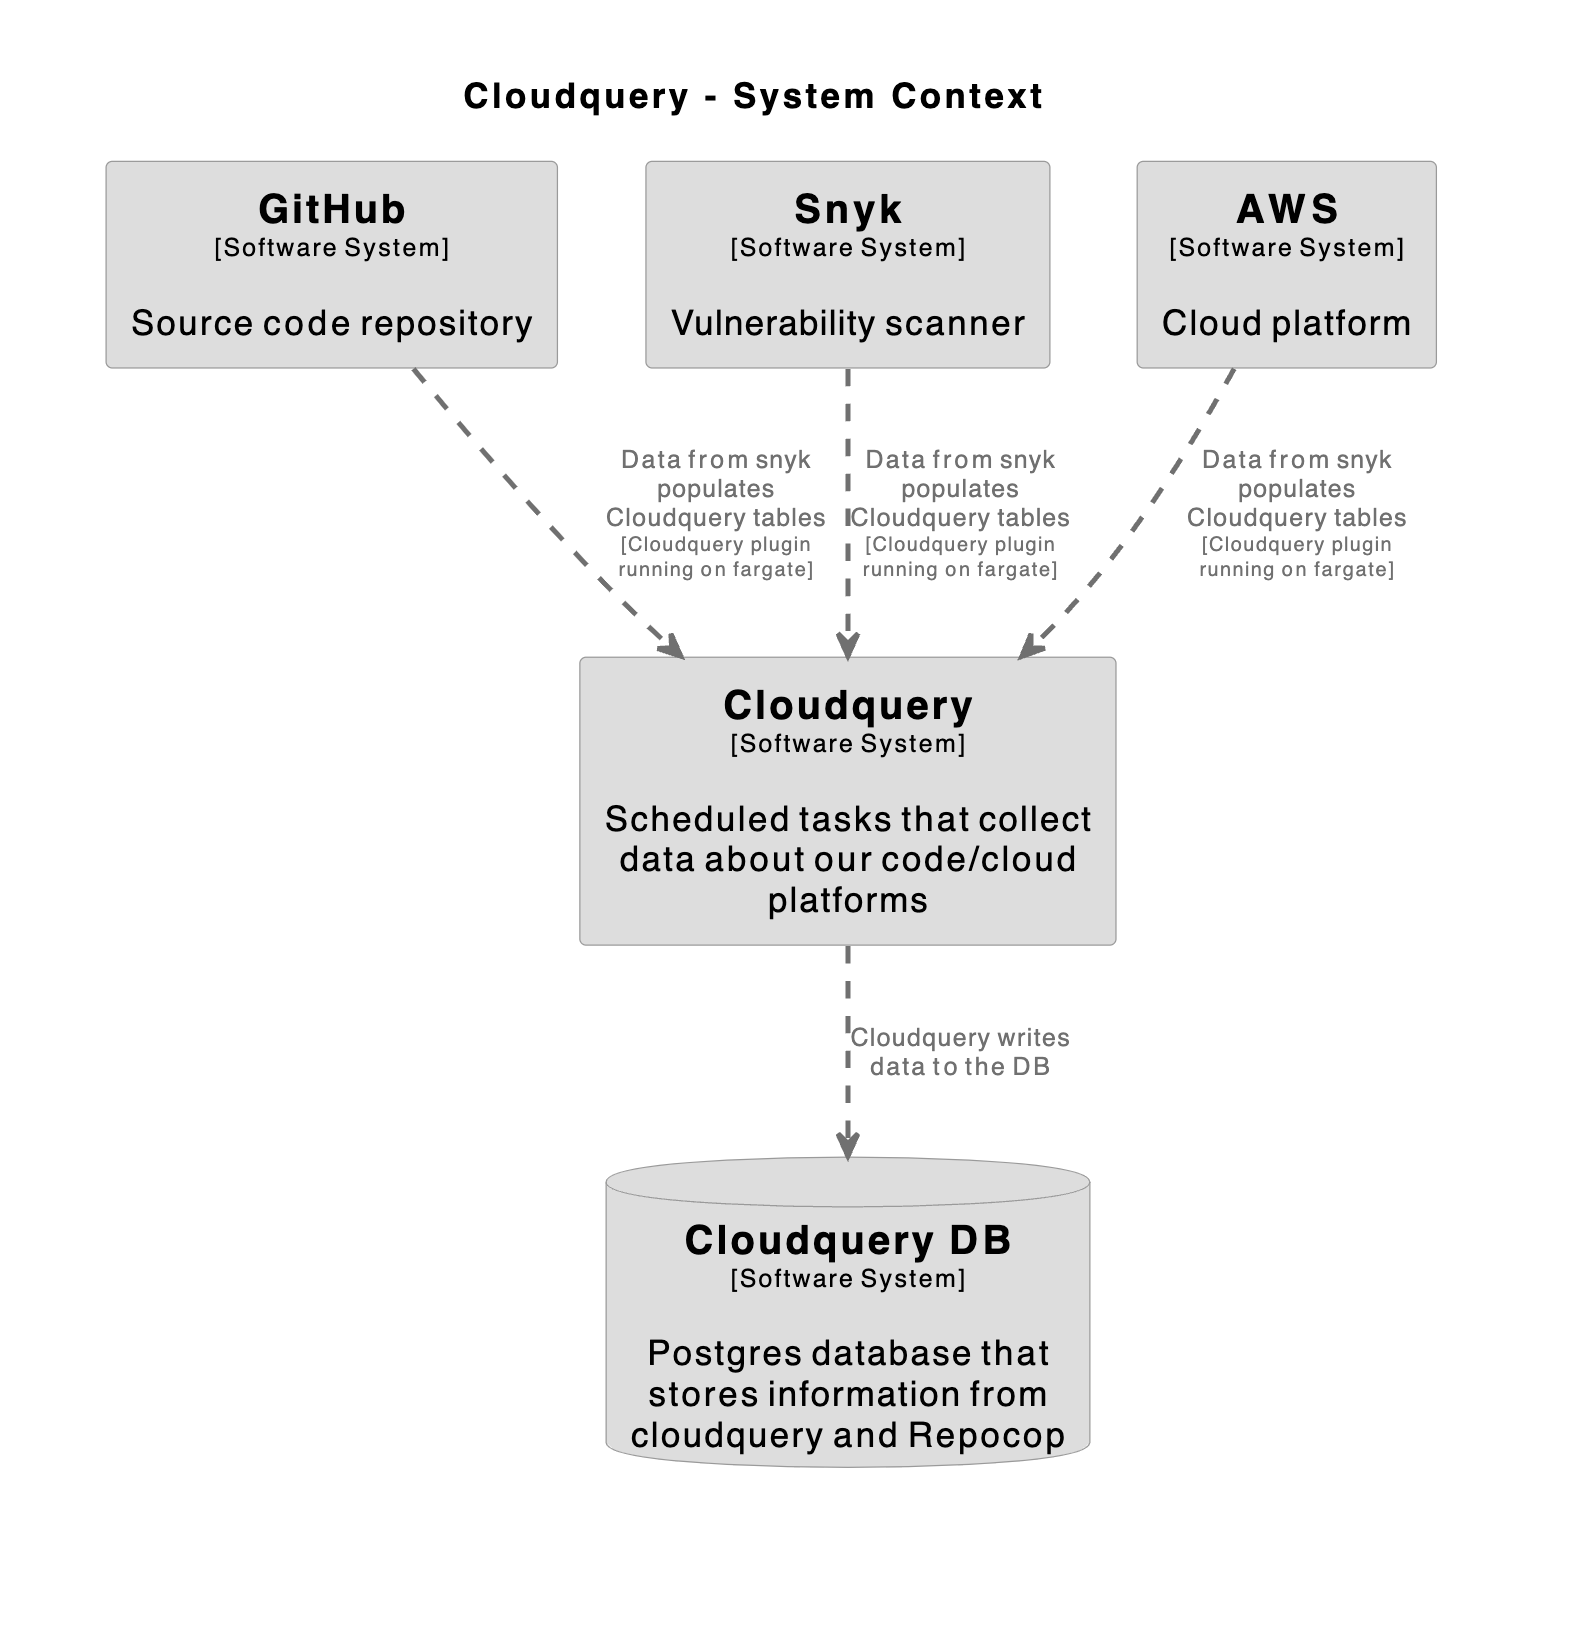 Cloudquery - System Context
GitHub
[Software System]
Source code repository
Snyk
[Software System]
Vulnerability scanner
AWS
[Software System]
Cloud platform
Data from snyk
populates
Cloudquery tables
[Cloudquery plugin
running on fargate]
Data from snyk
populates
Cloudquery tables
[Cloudquery plugin
running on fargate]
Data from snyk
populates
Cloudquery tables
[Cloudquery plugin
running on fargate]
Cloudquery
[Software System]
Scheduled tasks that collect
data about our code/cloud
platforms
Cloudquery writes
data to the DB
Cloudquery DB
[Software System]
Postgres database that
stores information from
cloudquery and Repocop